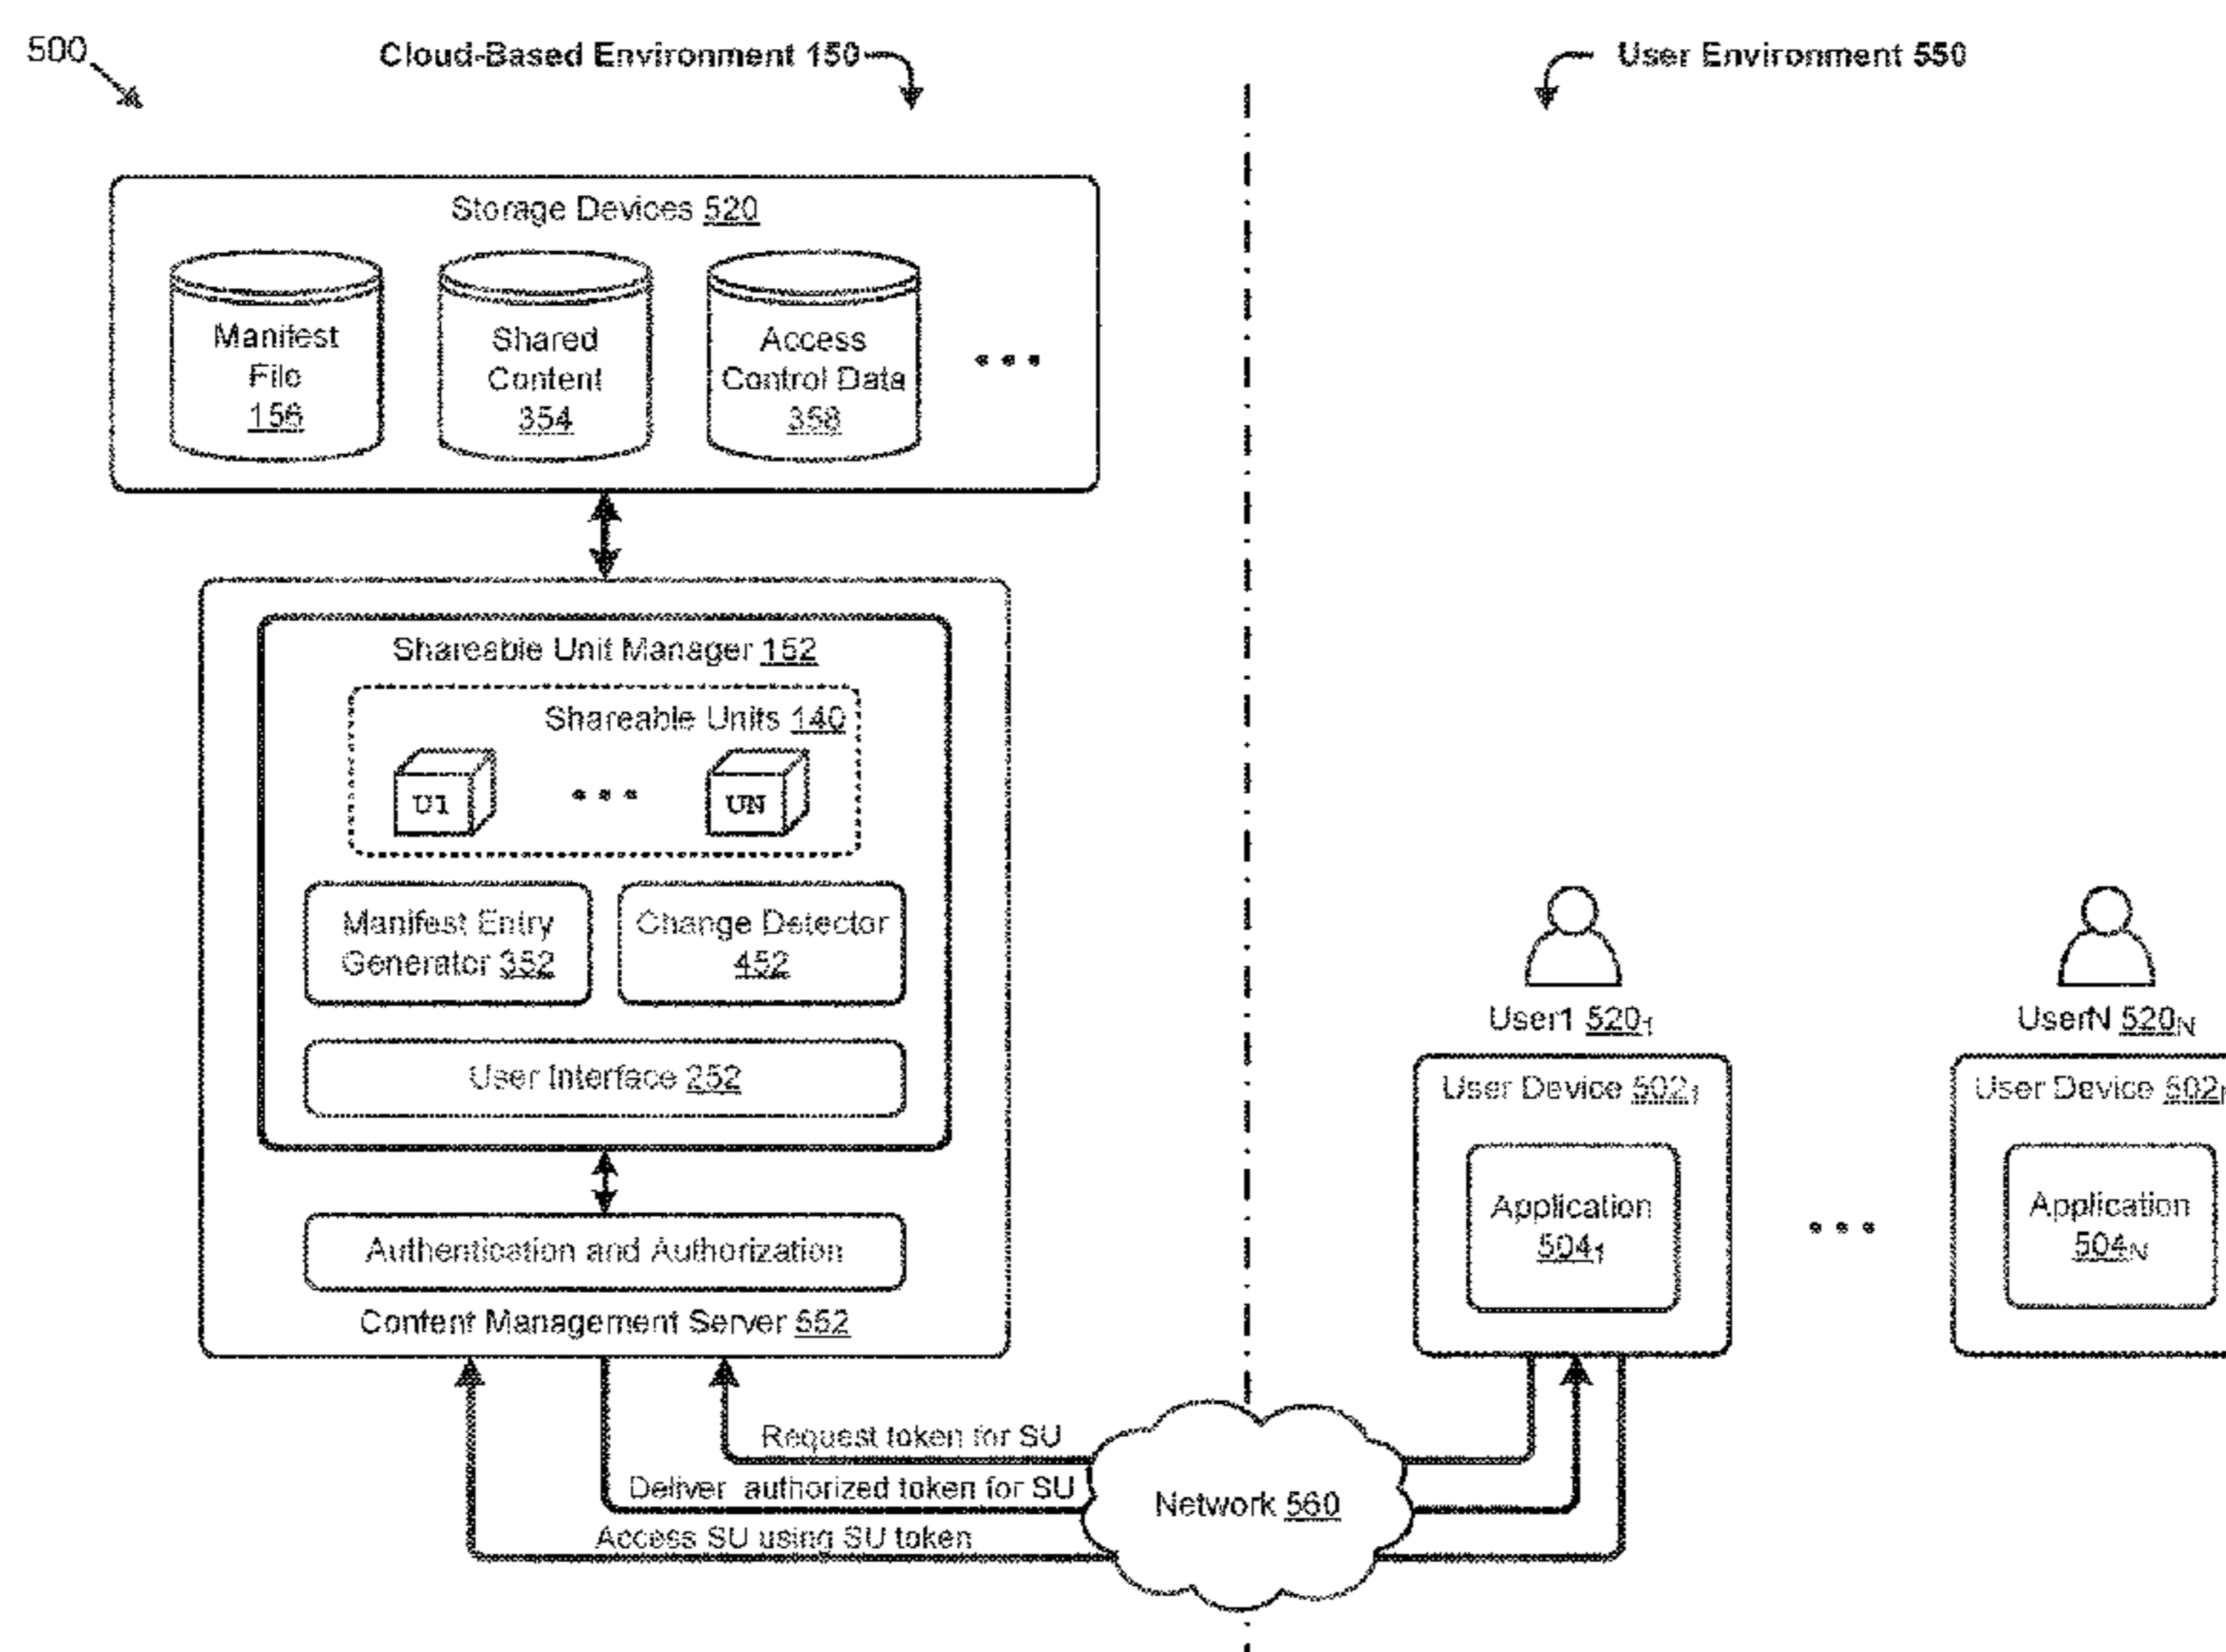 500
Cloud-Based Environment 150
User Environment 550
Storage Devices 520
Manifest
File
156
Shared
Content
354
Access
Control Data
358
Shareable Unit Manager 152
Shareable Units 140
U1
UN
Manifest Entry
Generator 352
Change Detector
452
User Interface 252
Authentication and Authorization
Content Management Server 552
User1 520₁
UserN 520N
User Device 502₁
User Device 502
Application
504₁
Application
504N
Request token for SU
Deliver authorized token for SU
Access SU using SU token
Network 560